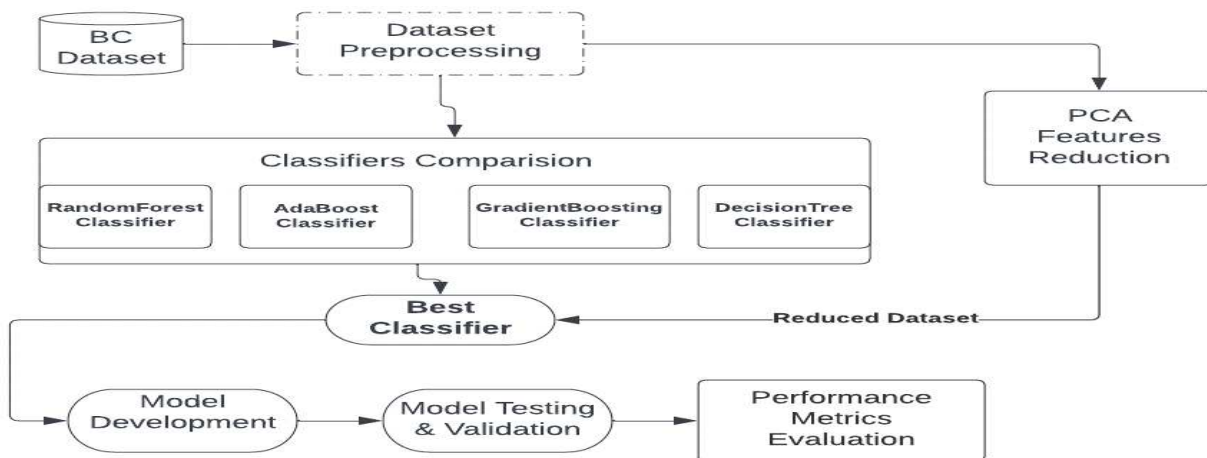 BC
Dataset
Dataset
Preprocessing
PCA
Features
Reduction
Classifiers Comparision
RandomForest
Classifier
AdaBoost
Classifier
GradientBoosting
Classifier
DecisionTree
Classifier
Best
Classifier
Reduced Dataset
Model
Development
Model Testing
& Validation
Performance
Metrics
Evaluation